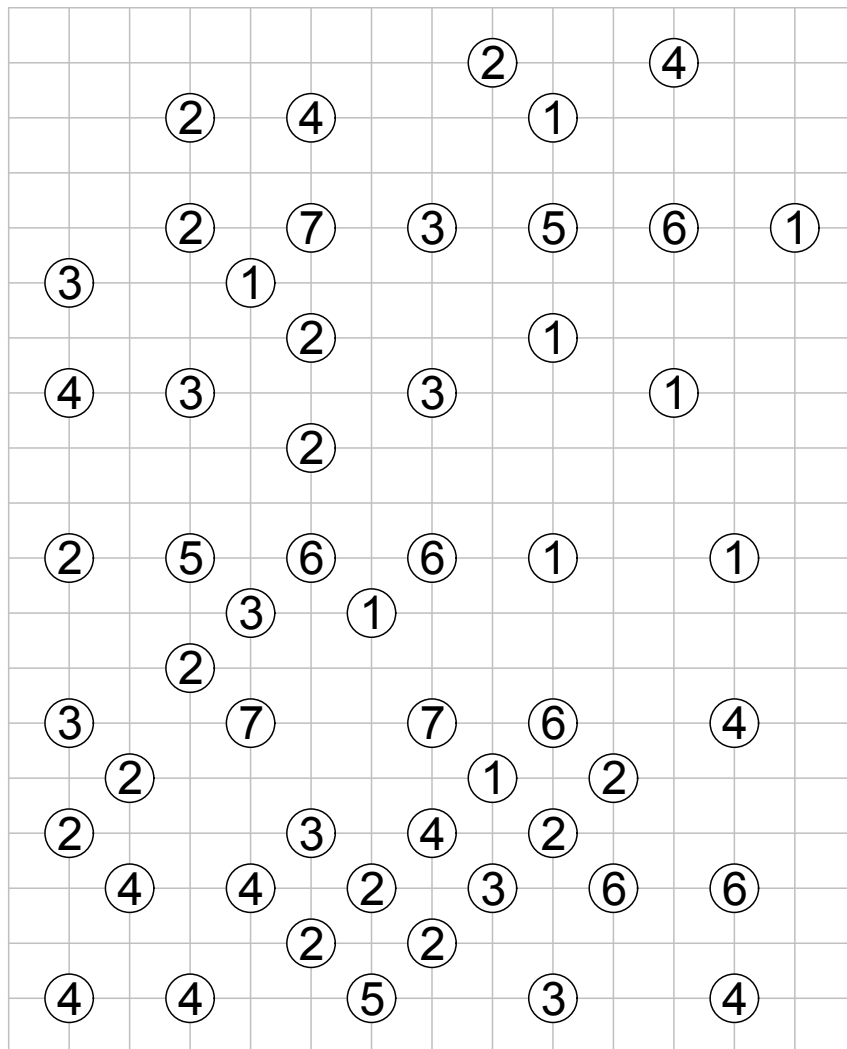 2 4
2 4 1
2 7 3 5 6 1
3 1
2 1
4 3 3 1
2
2 5 6 6 1 1
3 1
2
3 7 7 6 4
2 1 2
2 3 4 2
4 4 2 3 6 6
2 2
4 4 5 3 4